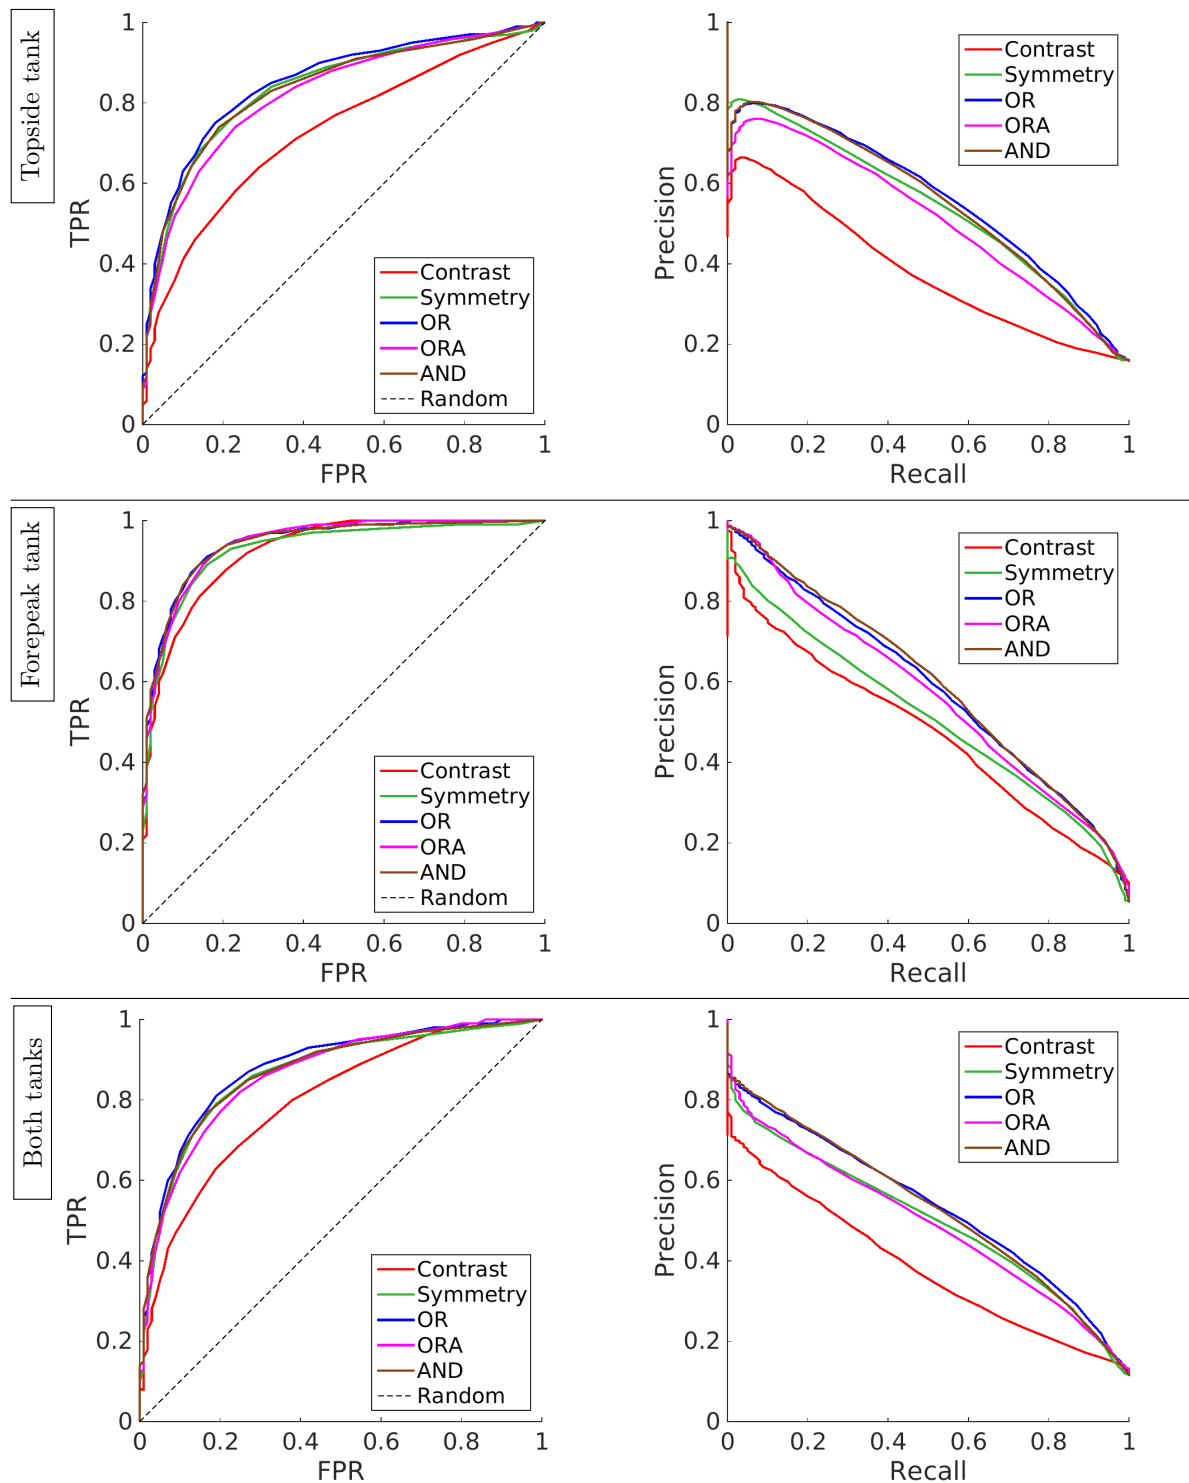 Topside tank
1
0.8
0.6
0.4
0.2
0
TPR
0 0.2 0.4 0.6 0.8 1
FPR
Contrast
Symmetry
OR
ORA
AND
Random
1
0.8
0.6
0.4
0.2
0
Precision
0 0.2 0.4 0.6 0.8 1
Recall
Contrast
Symmetry
OR
ORA
AND
Forepeak tank
1
0.8
0.6
0.4
0.2
0
TPR
0 0.2 0.4 0.6 0.8 1
FPR
Contrast
Symmetry
OR
ORA
AND
Random
1
0.8
0.6
0.4
0.2
0
Precision
0 0.2 0.4 0.6 0.8 1
Recall
Contrast
Symmetry
OR
ORA
AND
Both tanks
1
0.8
0.6
0.4
0.2
0
TPR
0 0.2 0.4 0.6 0.8 1
FPR
Contrast
Symmetry
OR
ORA
AND
Random
1
0.8
0.6
0.4
0.2
0
Precision
0 0.2 0.4 0.6 0.8 1
Recall
Contrast
Symmetry
OR
ORA
AND